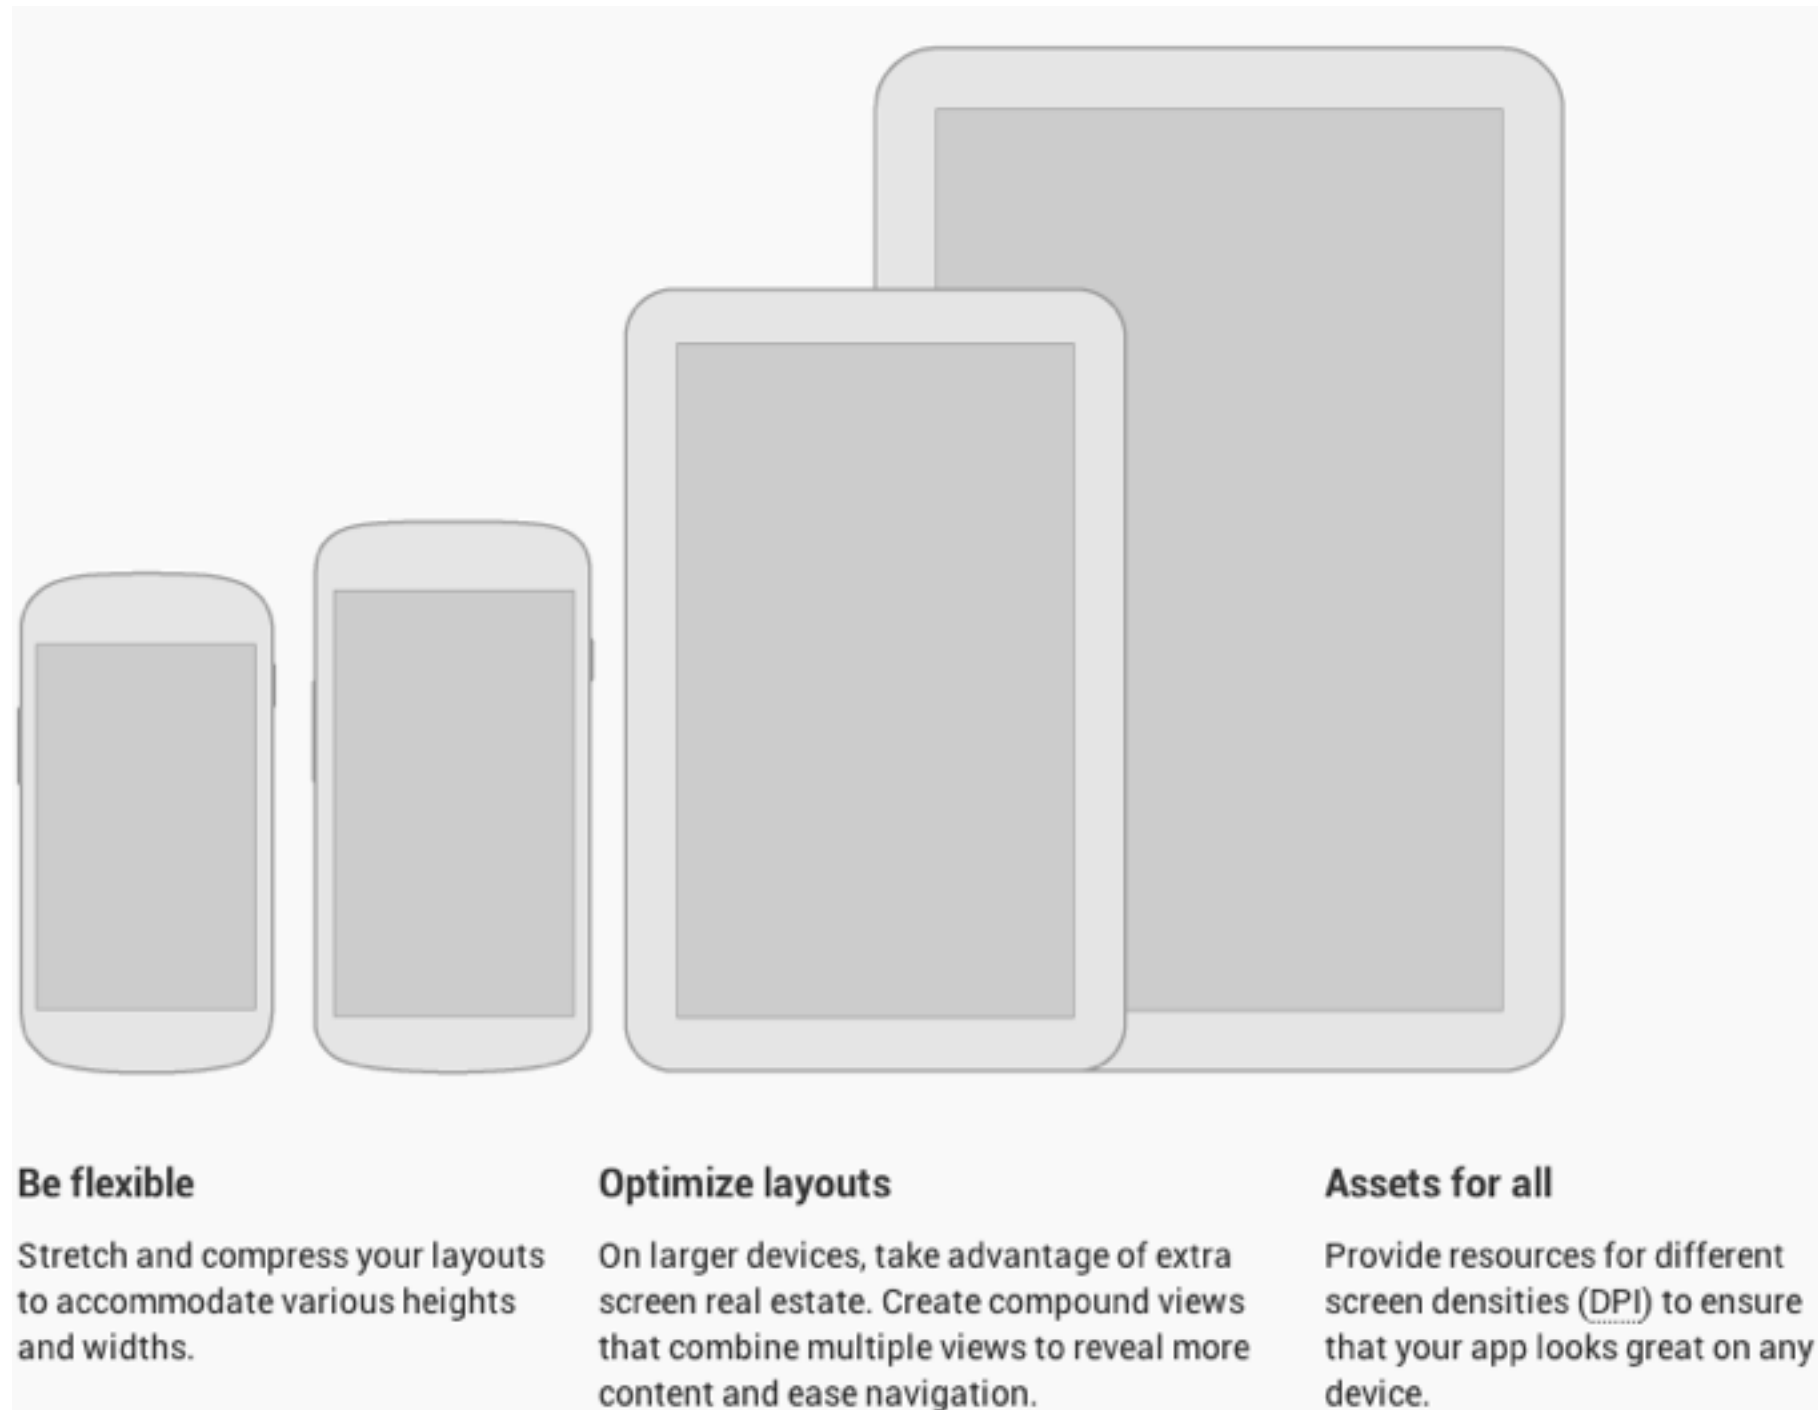 Be flexible
Stretch and compress your layouts
to accommodate various heights
and widths.
Optimize layouts
On larger devices, take advantage of extra
screen real estate. Create compound views
that combine multiple views to reveal more
content and ease navigation.
Assets for all
Provide resources for different
screen densities (DPI) to ensure
that your app looks great on any
device.